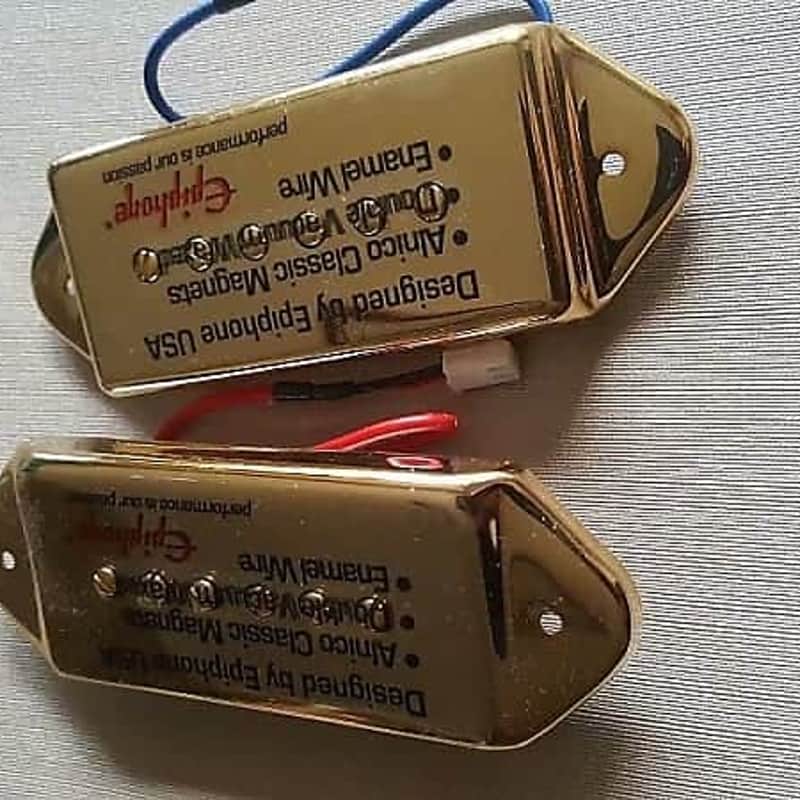 Designed by Epiphone USA
• Alnico Classic Magnets
• Double Vacuum Waxed
• Enamel Wire
Epiphone®
performance is our passion
Designed by Epiphone USA
• Alnico Classic Magnets
• Double Vacuum Waxed
• Enamel Wire
Epiphone
performance is our passion